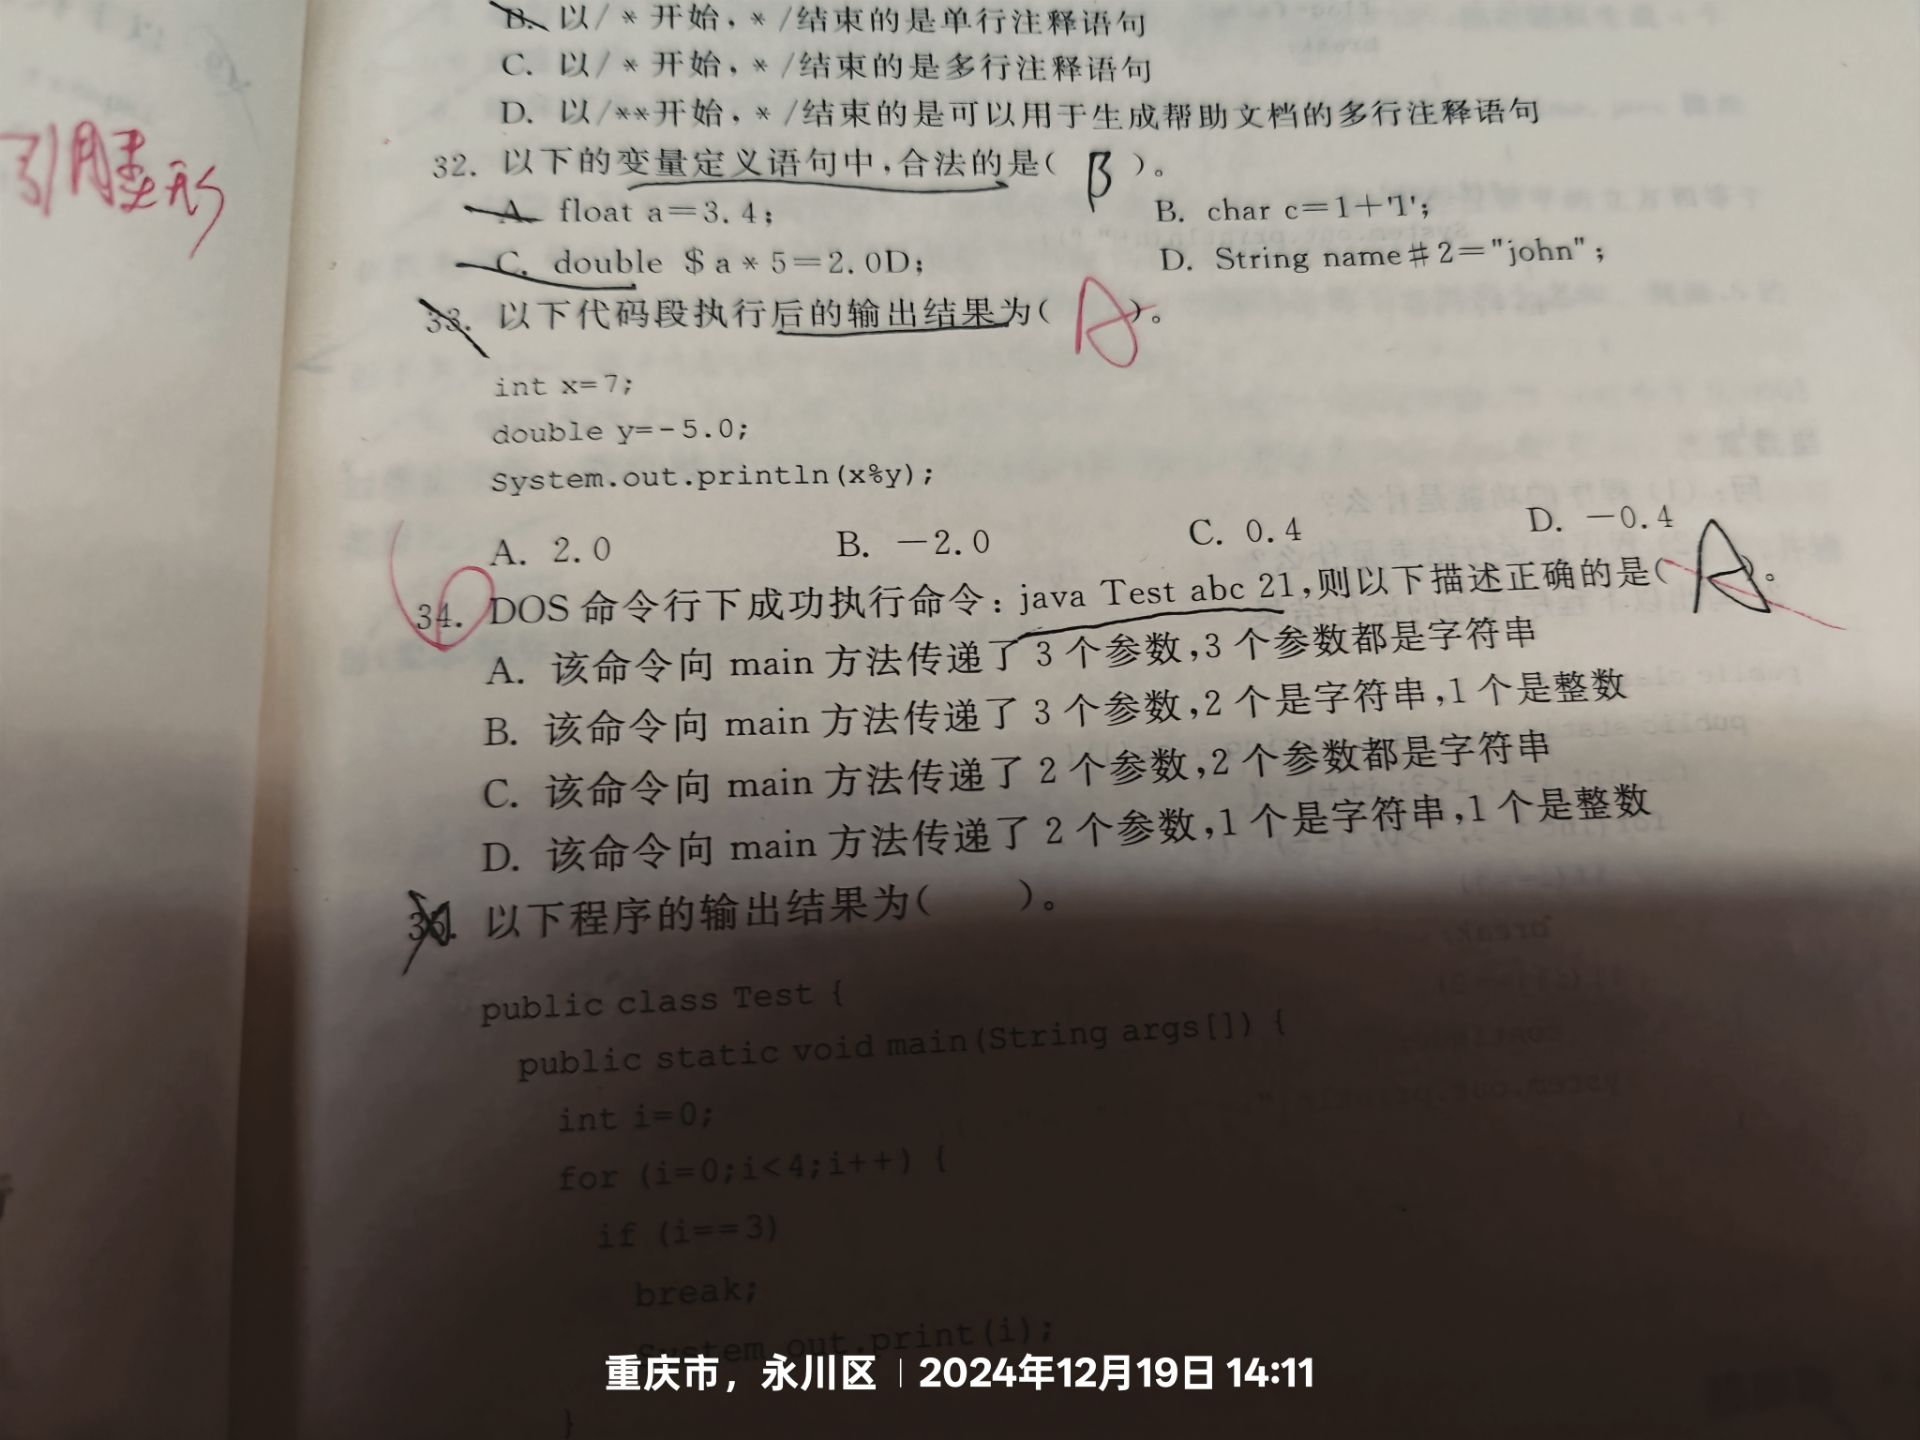 B. 以/*开始,*/结束的是单行注释语句
C. 以/*开始,*/结束的是多行注释语句
D. 以/**开始,*/结束的是可以用于生成帮助文档的多行注释语句
32. 以下的变量定义语句中,合法的是( B )。
A. float a=3.4;
B. char c=1+'1';
C. double $a*5=2.0D;
D. String name#2="john";
33. 以下代码段执行后的输出结果为( A )。
int x=7;
double y=-5.0;
System.out.println(x%y);
A. 2.0
B. -2.0
C. 0.4
D. -0.4
34. DOS 命令行下成功执行命令:java Test abc 21,则以下描述正确的是( A )。
A. 该命令向 main 方法传递了 3 个参数,3 个参数都是字符串
B. 该命令向 main 方法传递了 3 个参数,2 个是字符串,1 个是整数
C. 该命令向 main 方法传递了 2 个参数,2 个参数都是字符串
D. 该命令向 main 方法传递了 2 个参数,1 个是字符串,1 个是整数
35. 以下程序的输出结果为( )。
public class Test {
public static void main(String args[]) {
int i=0;
for (i=0;i<4;i++) {
if (i==3)
break;
System.out.print(i);
}
重庆市,永川区 | 2024年12月19日 14:11